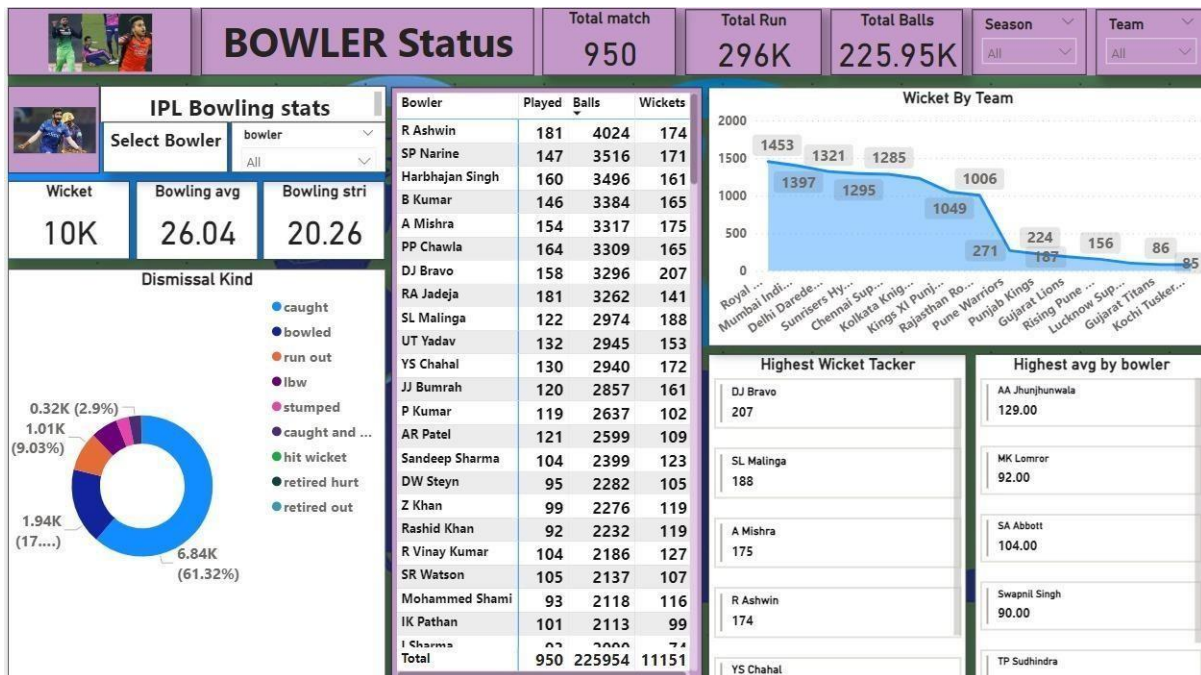 BOWLER Status
Total match
950
Total Run
296K
Total Balls
225.95K
Season
All
Team
All
IPL Bowling stats
Select Bowler
bowler
All
Wicket
10K
Bowling avg
26.04
Bowling stri
20.26
Dismissal Kind
caught
bowled
run out
lbw
stumped
caught and ...
hit wicket
retired hurt
retired out
0.32K (2.9%)
1.01K
(9.03%)
1.94K
(17....)
6.84K
(61.32%)
Bowler Played Balls Wickets
R Ashwin 181 4024 174
SP Narine 147 3516 171
Harbhajan Singh 160 3496 161
B Kumar 146 3384 165
A Mishra 154 3317 175
PP Chawla 164 3309 165
DJ Bravo 158 3296 207
RA Jadeja 181 3262 141
SL Malinga 122 2974 188
UT Yadav 132 2945 153
YS Chahal 130 2940 172
JJ Bumrah 120 2857 161
P Kumar 119 2637 102
AR Patel 121 2599 109
Sandeep Sharma 104 2399 123
DW Steyn 95 2282 105
Z Khan 99 2276 119
Rashid Khan 92 2232 119
R Vinay Kumar 104 2186 127
SR Watson 105 2137 107
Mohammed Shami 93 2118 116
IK Pathan 101 2113 99
Total 950 225954 11151
Wicket By Team
2000
1500
1000
500
0
1453
1397
1321
1295
1285
1049
1006
271
224
187
156
86
85
Royal ...
Mumbai Indi...
Delhi Darede...
Sunrisers Hy...
Chennai Sup...
Kolkata Knig...
Kings XI Punj...
Rajasthan Ro...
Pune Warriors
Punjab Kings
Gujarat Lions
Rising Pune ...
Lucknow Sup...
Gujarat Titans
Kochi Tusker...
Highest Wicket Tacker
DJ Bravo
207
SL Malinga
188
A Mishra
175
R Ashwin
174
YS Chahal
Highest avg by bowler
AA Jhunjhunwala
129.00
MK Lomror
92.00
SA Abbott
104.00
Swapnil Singh
90.00
TP Sudhindra